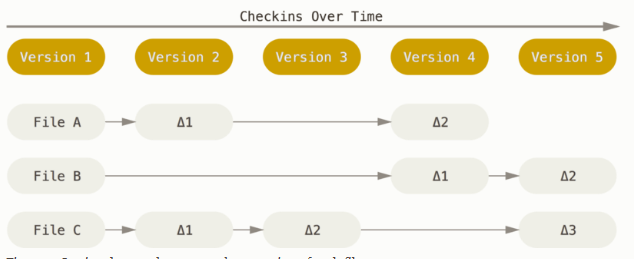 Checkins Over Time
Version 1 Version 2 Version 3 Version 4 Version 5
File A Δ1 Δ2
File B Δ1 Δ2
File C Δ1 Δ2 Δ3